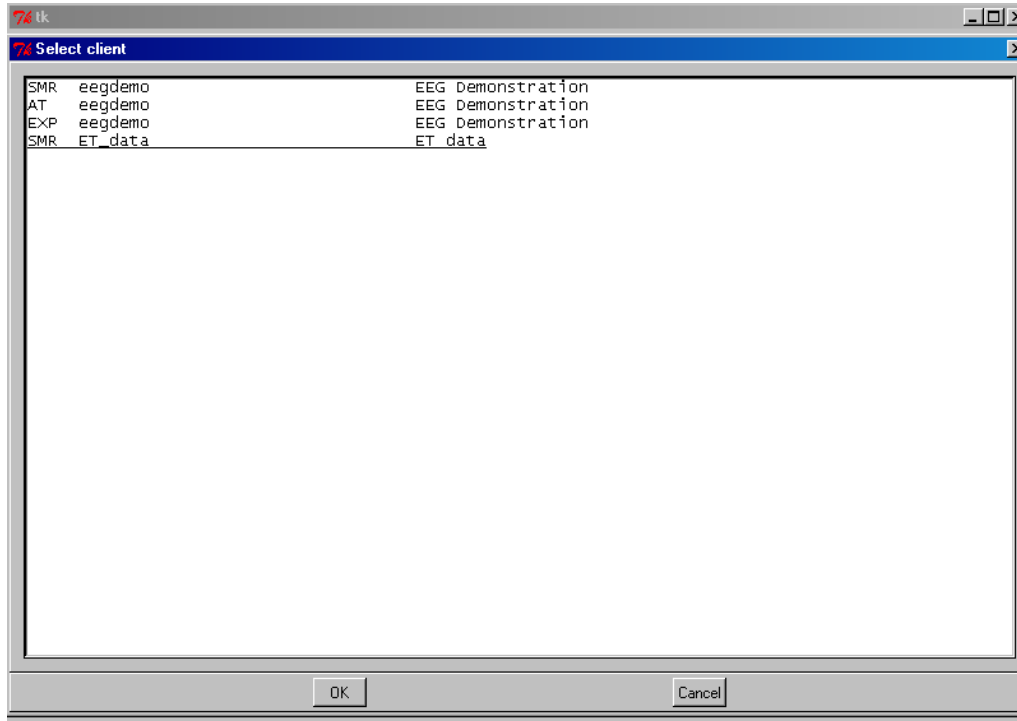 tk
Select client
SMR eegdemo EEG Demonstration
AT eegdemo EEG Demonstration
EXP eegdemo EEG Demonstration
SMR ET_data ET data
OK Cancel